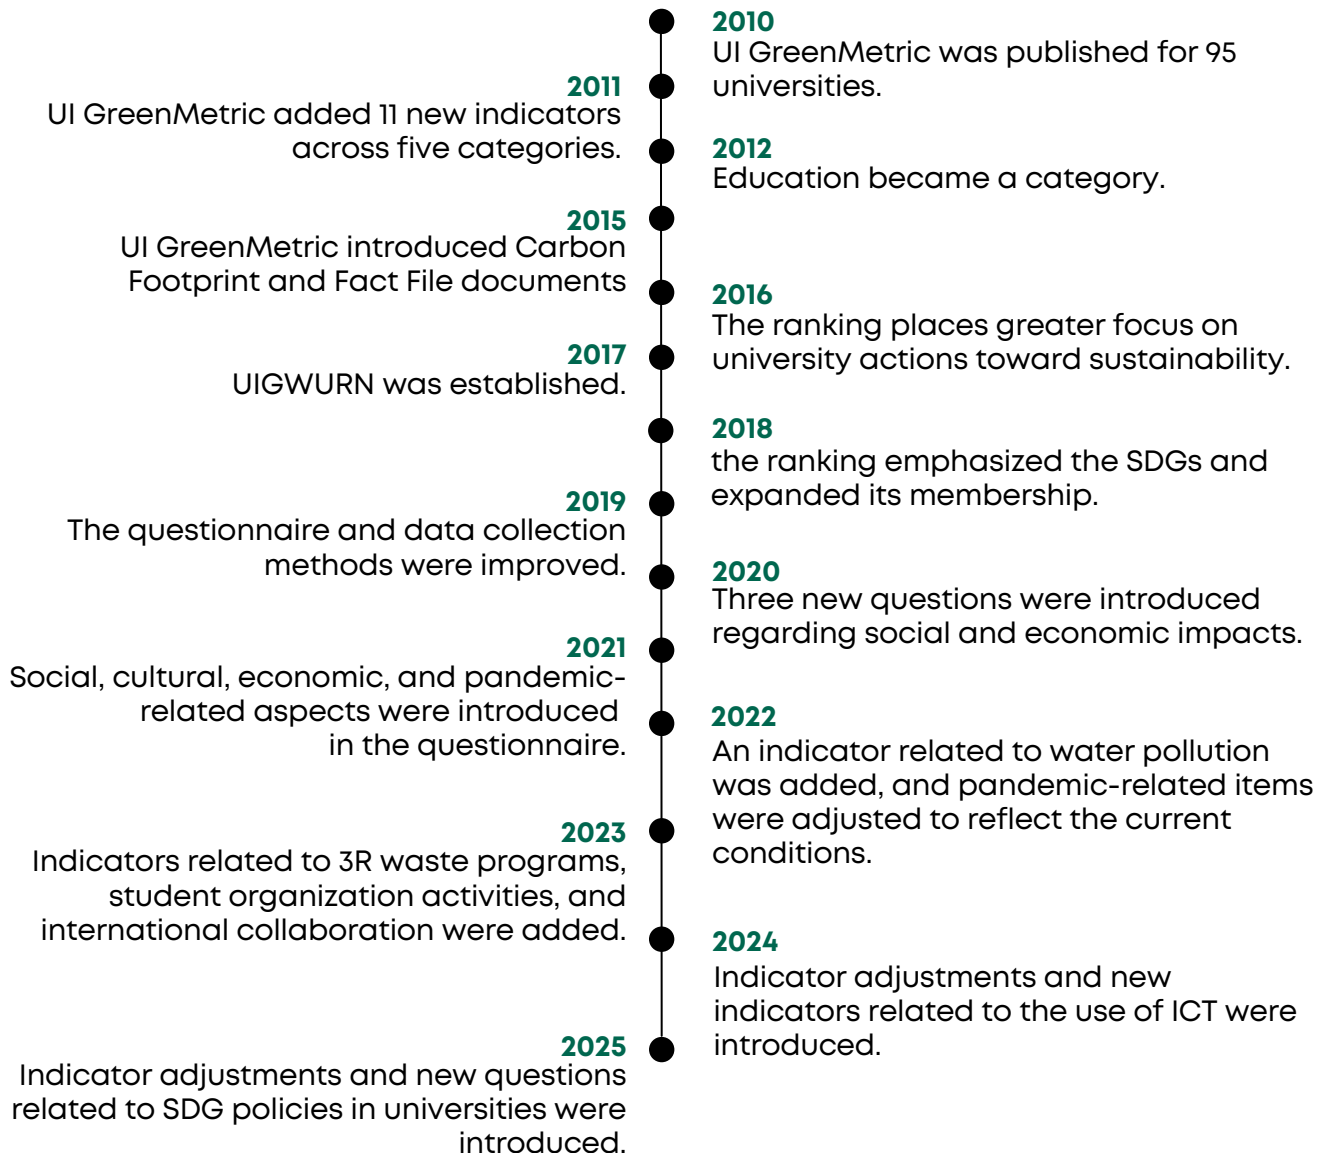 2010
UI GreenMetric was published for 95
universities.
2011
UI GreenMetric added 11 new indicators
across five categories.
2012
Education became a category.
2015
UI GreenMetric introduced Carbon
Footprint and Fact File documents
2016
The ranking places greater focus on
university actions toward sustainability.
2017
UIGWURN was established.
2018
the ranking emphasized the SDGs and
expanded its membership.
2019
The questionnaire and data collection
methods were improved.
2020
Three new questions were introduced
regarding social and economic impacts.
2021
Social, cultural, economic, and pandemic-
related aspects were introduced
in the questionnaire.
2022
An indicator related to water pollution
was added, and pandemic-related items
were adjusted to reflect the current
conditions.
2023
Indicators related to 3R waste programs,
student organization activities, and
international collaboration were added.
2024
Indicator adjustments and new
indicators related to the use of ICT were
introduced.
2025
Indicator adjustments and new questions
related to SDG policies in universities were
introduced.